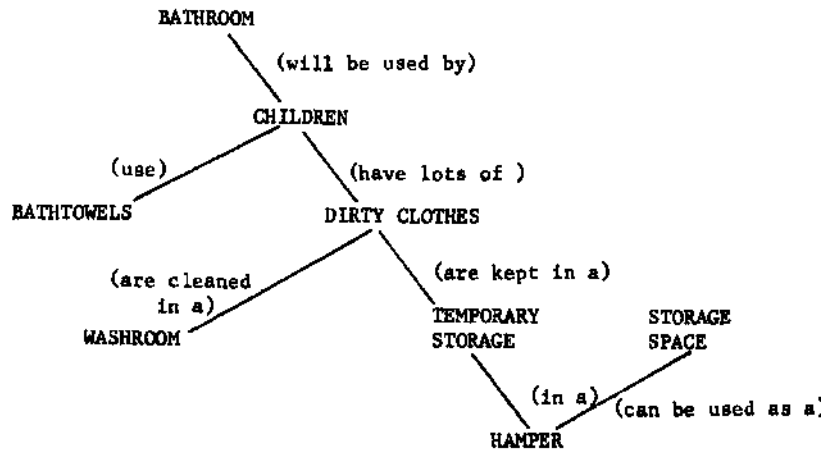 BATHROOM
(will be used by)
CHILDREN
(use)
(have lots of )
BATHTOWELS
DIRTY CLOTHES
(are cleaned
in a)
(are kept in a)
WASHROOM
TEMPORARY
STORAGE
STORAGE
SPACE
(in a)
(can be used as a)
HAMPER